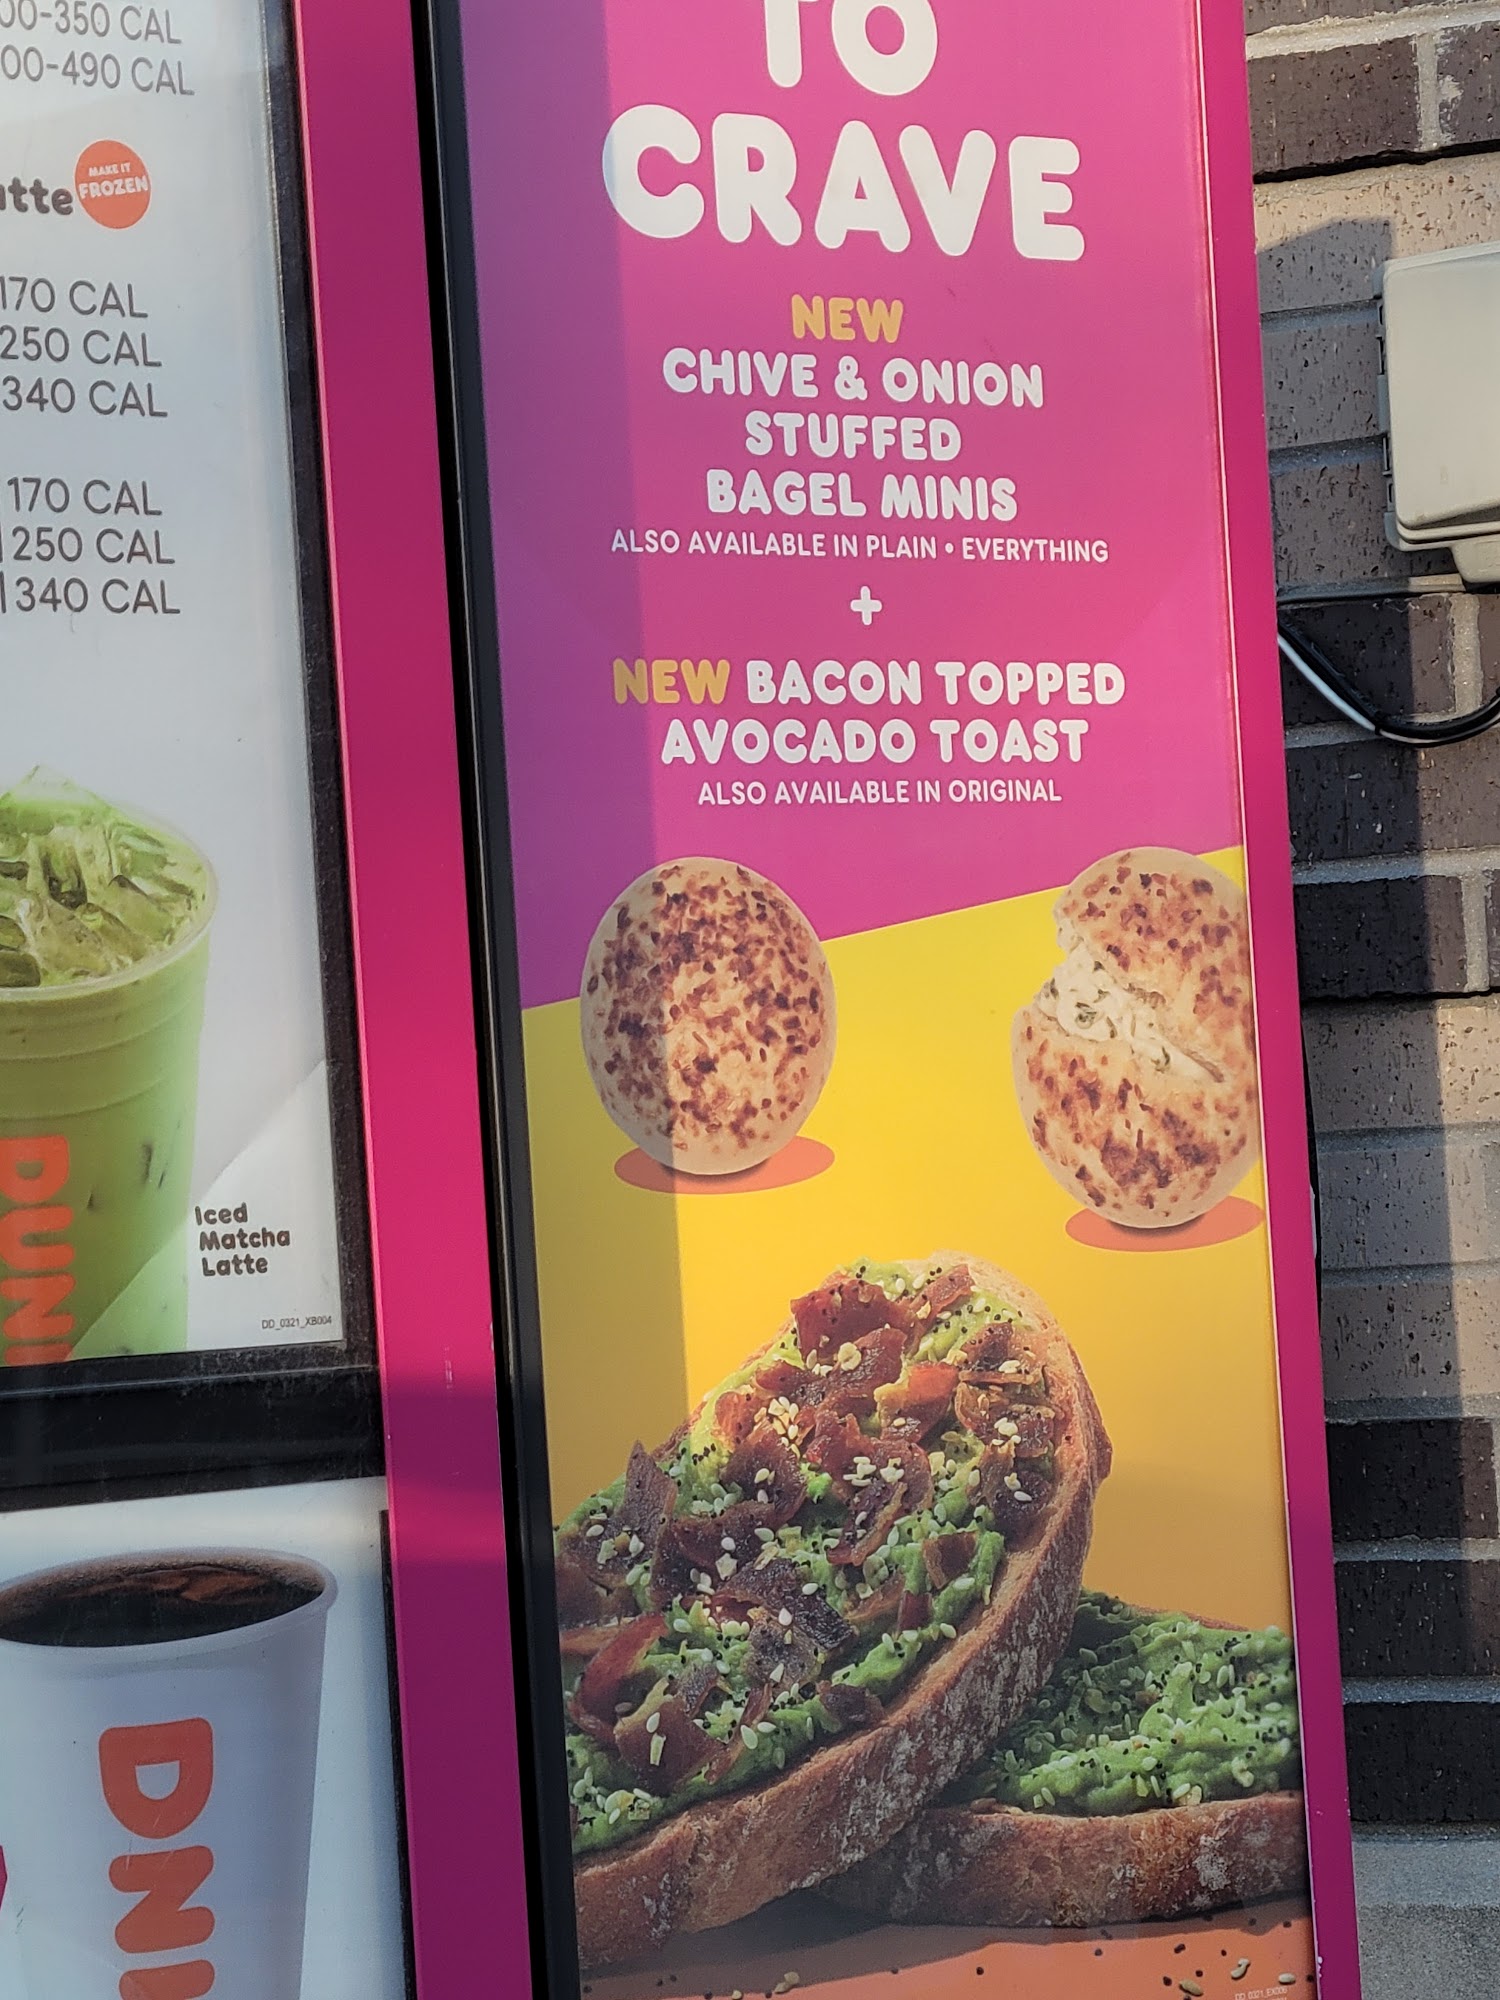 00-350 CAL
00-490 CAL
MAKE IT
FROZEN
170 CAL
250 CAL
340 CAL
170 CAL
250 CAL
340 CAL
Iced
Matcha
Latte
DD_0321_XB004
TO
CRAVE
NEW
CHIVE & ONION
STUFFED
BAGEL MINIS
ALSO AVAILABLE IN PLAIN • EVERYTHING
+
NEW BACON TOPPED
AVOCADO TOAST
ALSO AVAILABLE IN ORIGINAL